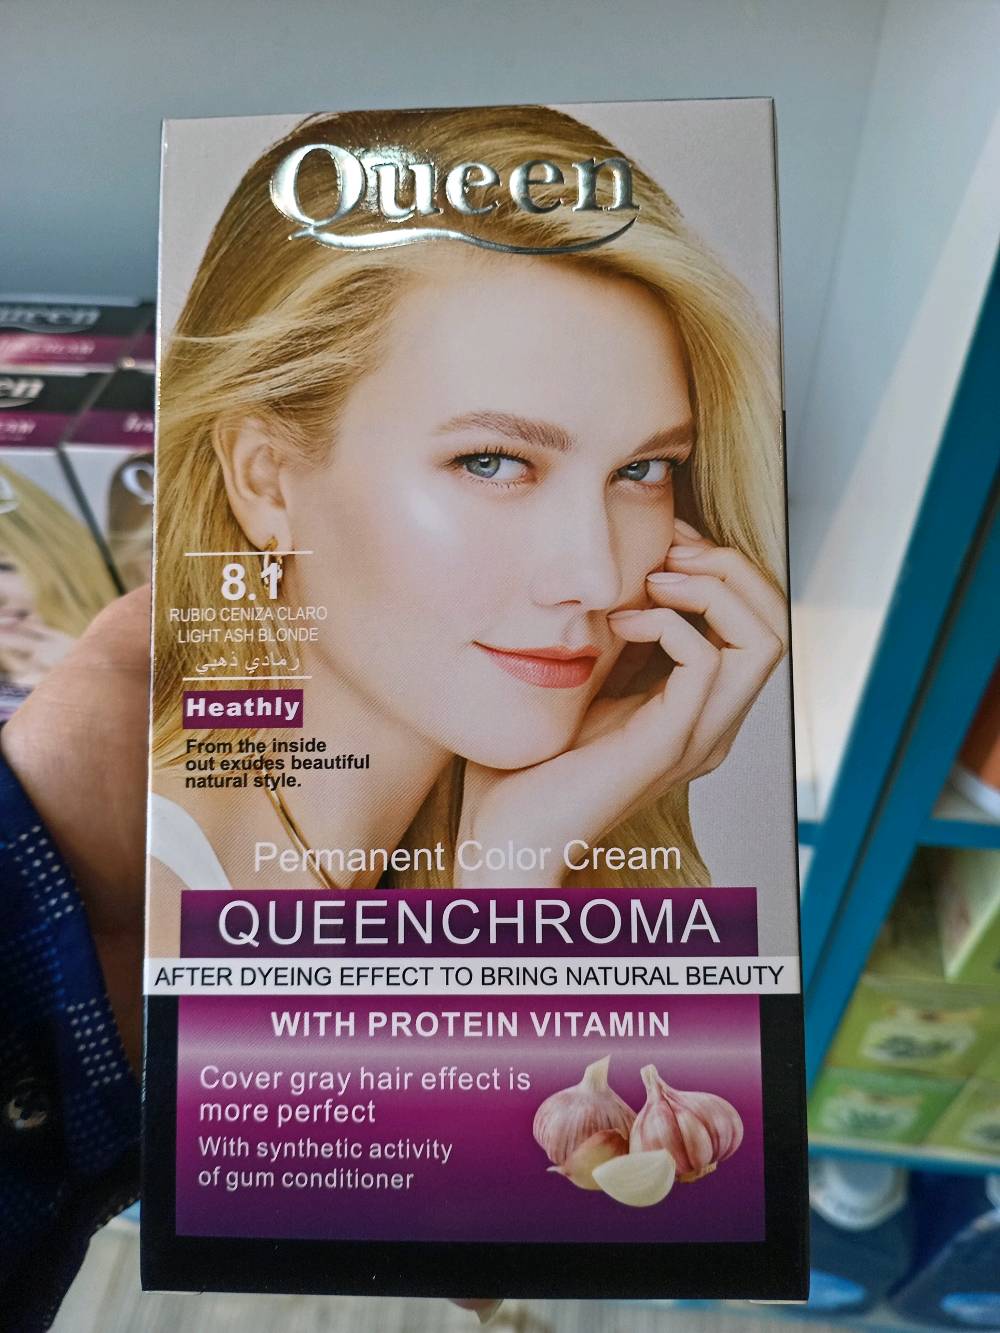 Queen
8.1
RUBIO CENIZA CLARO
LIGHT ASH BLONDE
رمادي ذهبي
Heathly
From the inside
out exudes beautiful
natural style.
Permanent Color Cream
QUEENCHROMA
AFTER DYEING EFFECT TO BRING NATURAL BEAUTY
WITH PROTEIN VITAMIN
Cover gray hair effect is
more perfect
With synthetic activity
of gum conditioner